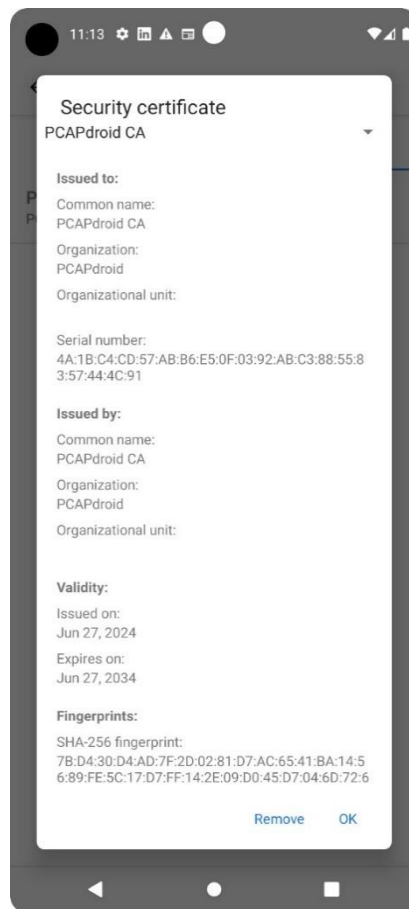 11:13
Security certificate
PCAPdroid CA
Issued to:
Common name:
PCAPdroid CA
Organization:
PCAPdroid
Organizational unit:
Serial number:
4A:1B:C4:CD:57:AB:B6:E5:0F:03:92:AB:C3:88:55:8
3:57:44:4C:91
Issued by:
Common name:
PCAPdroid CA
Organization:
PCAPdroid
Organizational unit:
Validity:
Issued on:
Jun 27, 2024
Expires on:
Jun 27, 2034
Fingerprints:
SHA-256 fingerprint:
7B:D4:30:D4:AD:7F:2D:02:81:D7:AC:65:41:BA:14:5
6:89:FE:5C:17:D7:FF:14:2E:09:D0:45:D7:04:6D:72:6
Remove OK